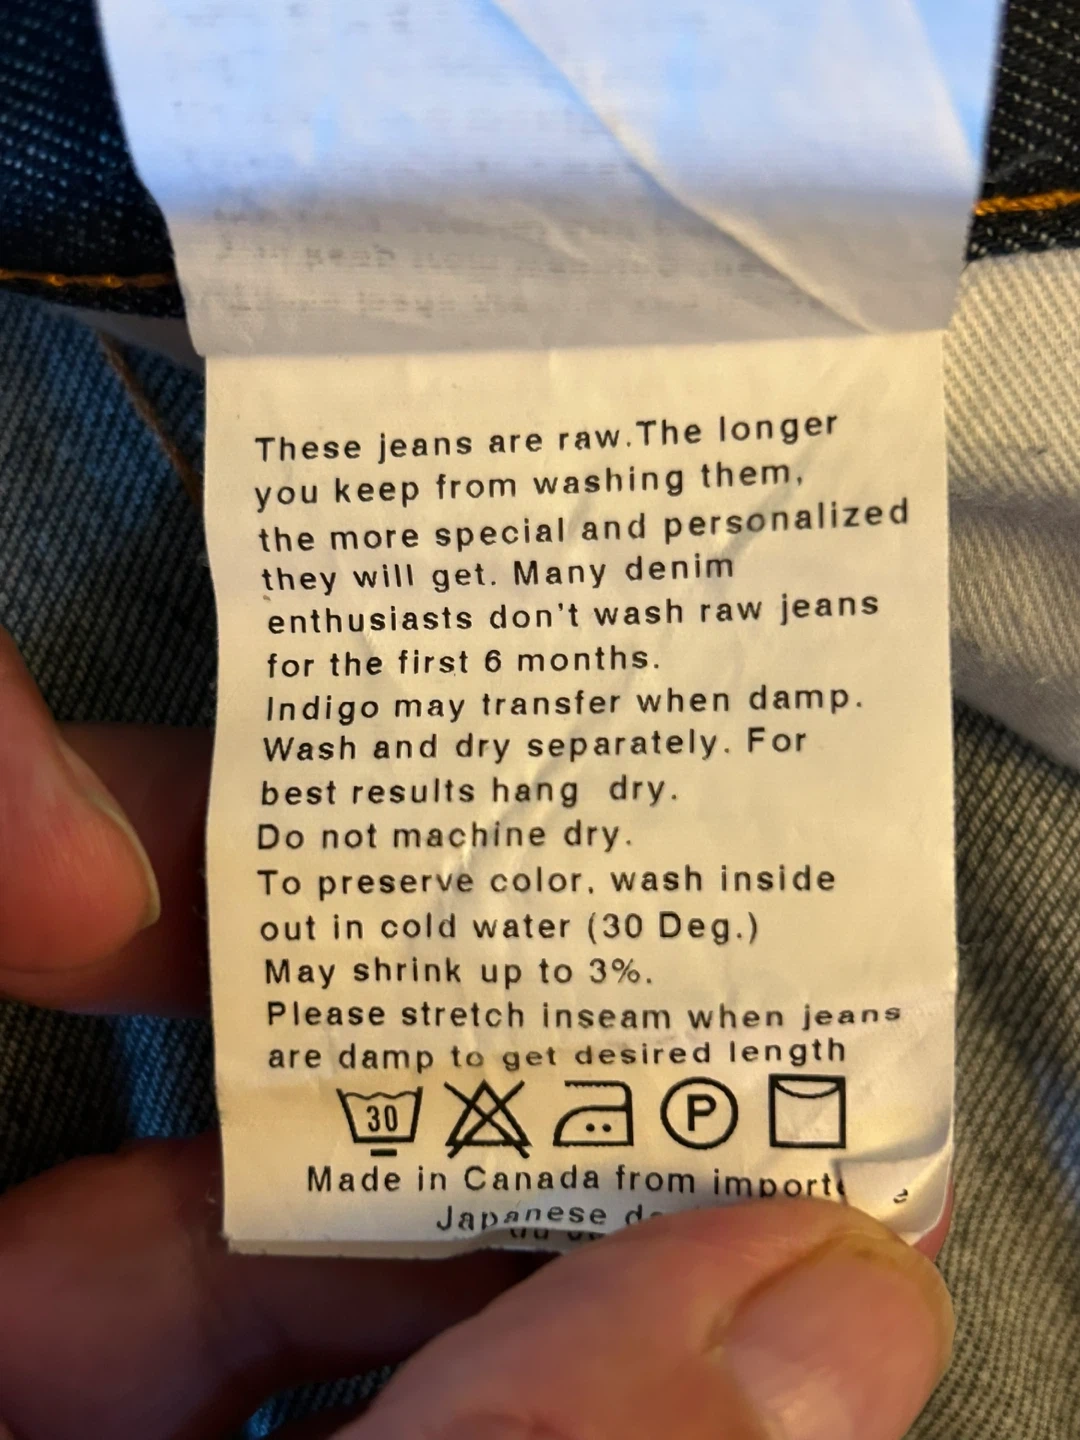 These jeans are raw.The longer
you keep from washing them,
the more special and personalized
they will get. Many denim
enthusiasts don't wash raw jeans
for the first 6 months.
Indigo may transfer when damp.
Wash and dry separately. For
best results hang dry.
Do not machine dry.
To preserve color, wash inside
out in cold water (30 Deg.)
May shrink up to 3%.
Please stretch inseam when jeans
are damp to get desired length
30 P
Made in Canada from
Japanese